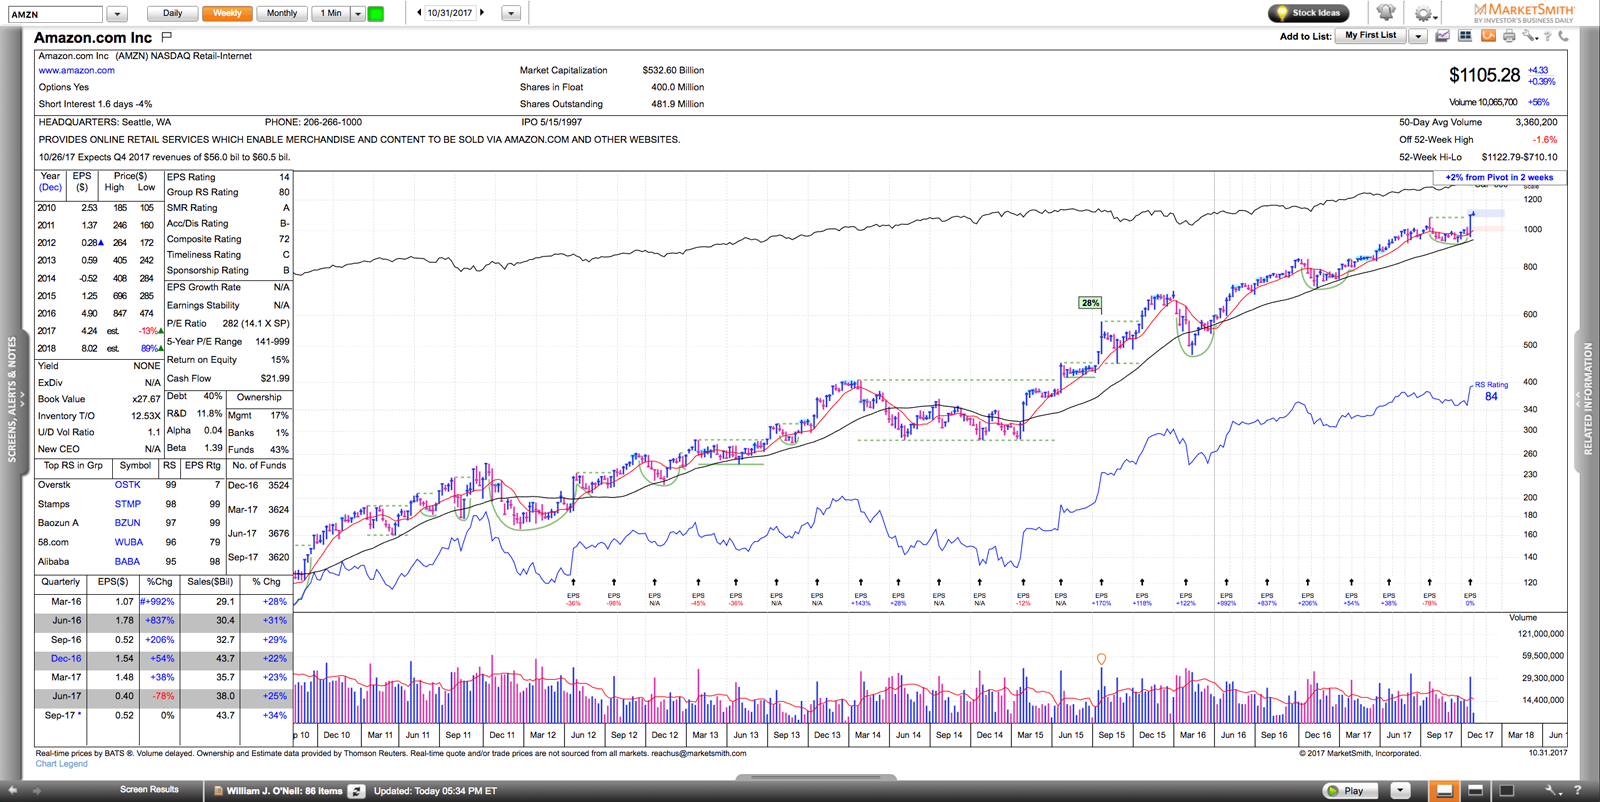 AMZN Daily Weekly Monthly 1 Min 10/31/2017 Stock Ideas MARKETSMITH
BY INVESTOR'S BUSINESS DAILY
Amazon.com Inc Add to List: My First List
Amazon.com Inc (AMZN) NASDAQ Retail-Internet
www.amazon.com Market Capitalization $532.60 Billion $1105.28 +4.33
+0.39%
Options Yes Shares in Float 400.0 Million
Short Interest 1.6 days -4% Shares Outstanding 481.9 Million Volume 10,065,700 +56%
HEADQUARTERS: Seattle, WA PHONE: 206-266-1000 IPO 5/15/1997 50-Day Avg Volume 3,360,200
PROVIDES ONLINE RETAIL SERVICES WHICH ENABLE MERCHANDISE AND CONTENT TO BE SOLD VIA AMAZON.COM AND OTHER WEBSITES. Off 52-Week High -1.6%
10/26/17 Expects Q4 2017 revenues of $56.0 bil to $60.5 bil. 52-Week Hi-Lo $1122.79-$710.10
+2% from Pivot in 2 weeks
Year EPS Price($)
(Dec) ($) High Low
2010 2.53 185 105
2011 1.37 246 160
2012 0.28 264 172
2013 0.59 405 242
2014 -0.52 408 284
2015 1.25 696 285
2016 4.90 847 474
2017 4.24 est. -13%
2018 8.02 est. 89%
Yield NONE
ExDiv N/A
Book Value x27.67
Inventory T/O 12.53X
U/D Vol Ratio 1.1
New CEO N/A
EPS Rating 14
Group RS Rating 80
SMR Rating A
Acc/Dis Rating B-
Composite Rating 72
Timeliness Rating C
Sponsorship Rating B
EPS Growth Rate N/A
Earnings Stability N/A
P/E Ratio 282 (14.1 X SP)
5-Year P/E Range 141-999
Return on Equity 15%
Cash Flow $21.99
Debt 40%
R&D 11.8%
Alpha 0.04
Beta 1.39
Ownership
Mgmt 17%
Banks 1%
Funds 43%
Top RS in Grp Symbol RS EPS Rtg
Overstk OSTK 99 7
Stamps STMP 98 99
Baozun A BZUN 97 99
58.com WUBA 96 79
Alibaba BABA 95 98
No. of Funds
Dec-16 3524
Mar-17 3624
Jun-17 3676
Sep-17 3620
Quarterly EPS($) %Chg Sales($Bil) % Chg
Mar-16 1.07 #+992% 29.1 +28%
Jun-16 1.78 +837% 30.4 +31%
Sep-16 0.52 +206% 32.7 +29%
Dec-16 1.54 +54% 43.7 +22%
Mar-17 1.48 +38% 35.7 +23%
Jun-17 0.40 -78% 38.0 +25%
Sep-17 * 0.52 0% 43.7 +34%
28%
RS Rating
84
1200
1000
800
600
500
400
340
300
260
230
200
180
160
140
120
EPS EPS EPS EPS EPS EPS EPS EPS EPS EPS EPS EPS EPS EPS EPS EPS EPS EPS EPS EPS EPS EPS EPS
-36% -98% N/A -45% -36% N/A N/A +143% +28% N/A N/A -12% N/A +170% +118% +122% +992% +837% +206% +54% +38% -78% 0%
Volume
121,000,000
59,500,000
29,300,000
14,400,000
p 10 Dec 10 Mar 11 Jun 11 Sep 11 Dec 11 Mar 12 Jun 12 Sep 12 Dec 12 Mar 13 Jun 13 Sep 13 Dec 13 Mar 14 Jun 14 Sep 14 Dec 14 Mar 15 Jun 15 Sep 15 Dec 15 Mar 16 Jun 16 Sep 16 Dec 16 Mar 17 Jun 17 Sep 17 Dec 17 Mar 18 Jun
Real-time prices by BATS ®. Volume delayed. Ownership and Estimate data provided by Thomson Reuters. Real-time quote and/or trade prices are not sourced from all markets. reachus@marketsmith.com © 2017 MarketSmith, Incorporated. 10.31.2017
Chart Legend
SCREENS, ALERTS & NOTES
RELATED INFORMATION
Screen Results William J. O'Neil: 86 items Updated: Today 05:34 PM ET Play